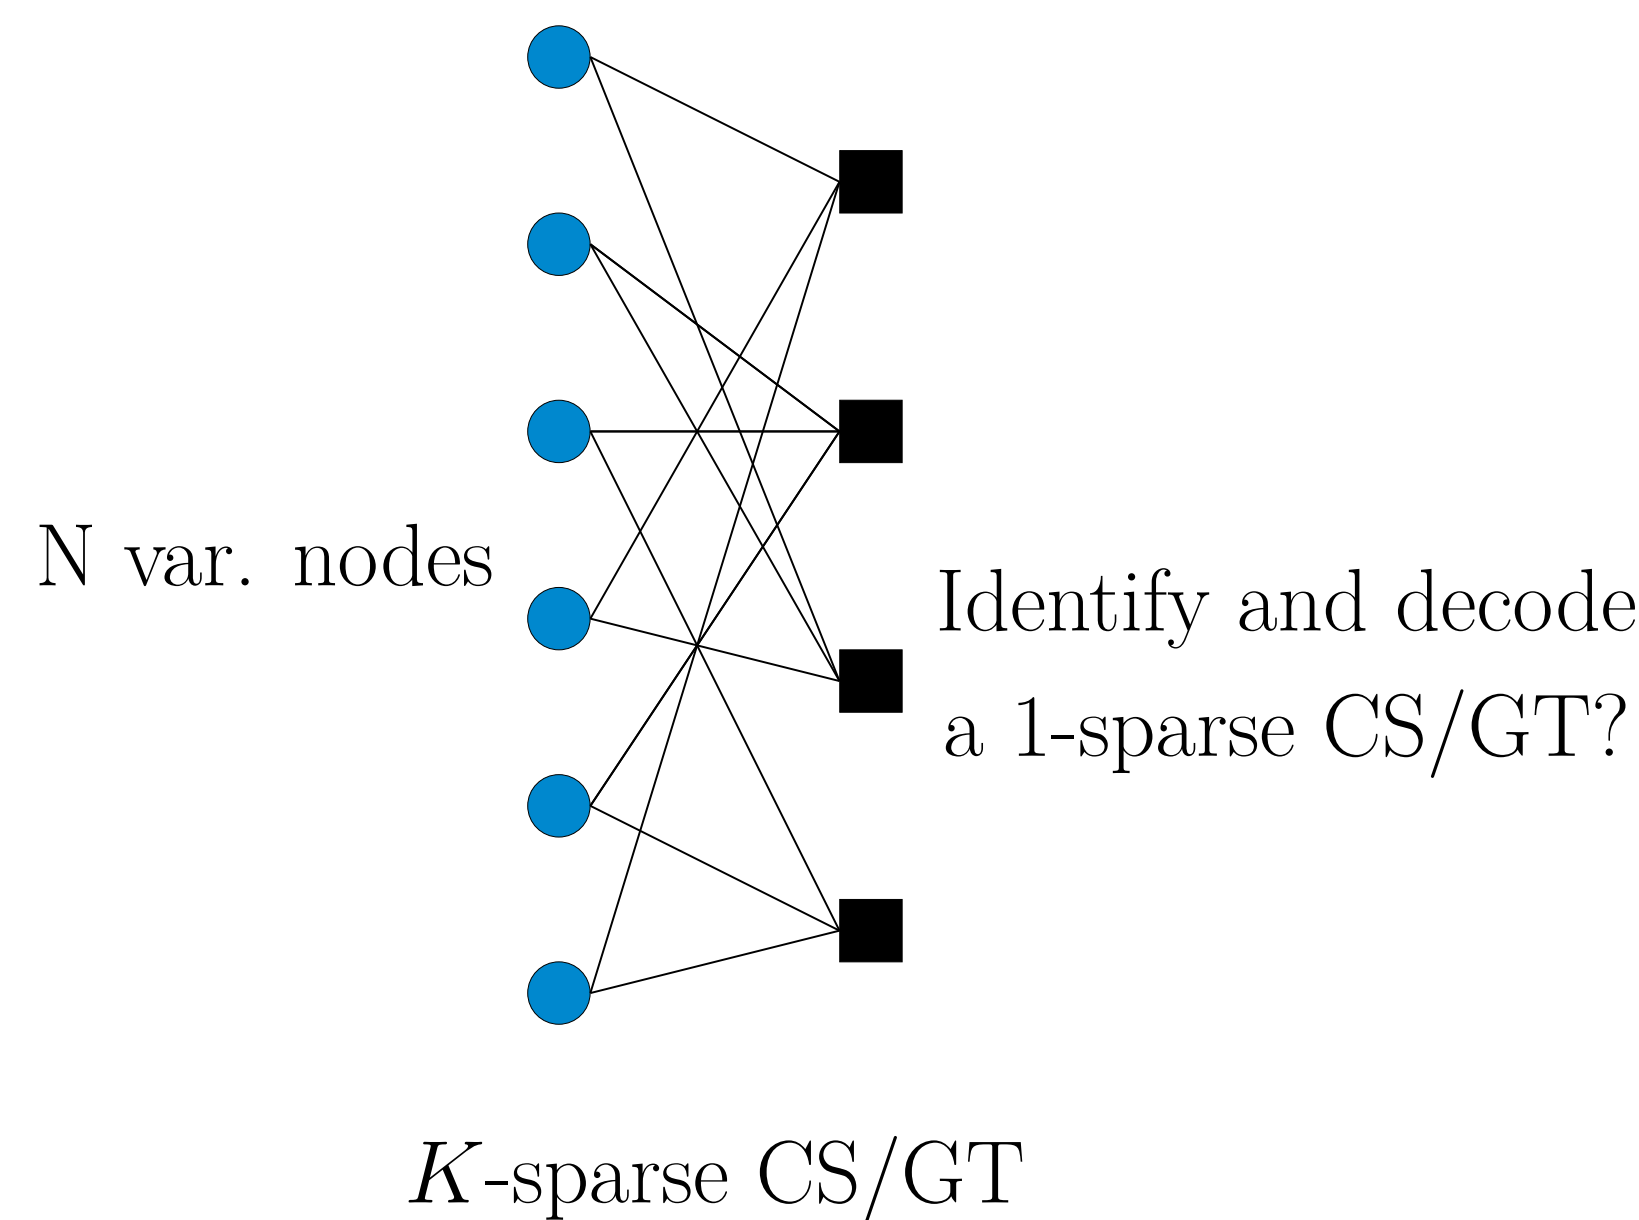 N var. nodes
Identify and decode
a 1-sparse CS/GT?
K-sparse CS/GT